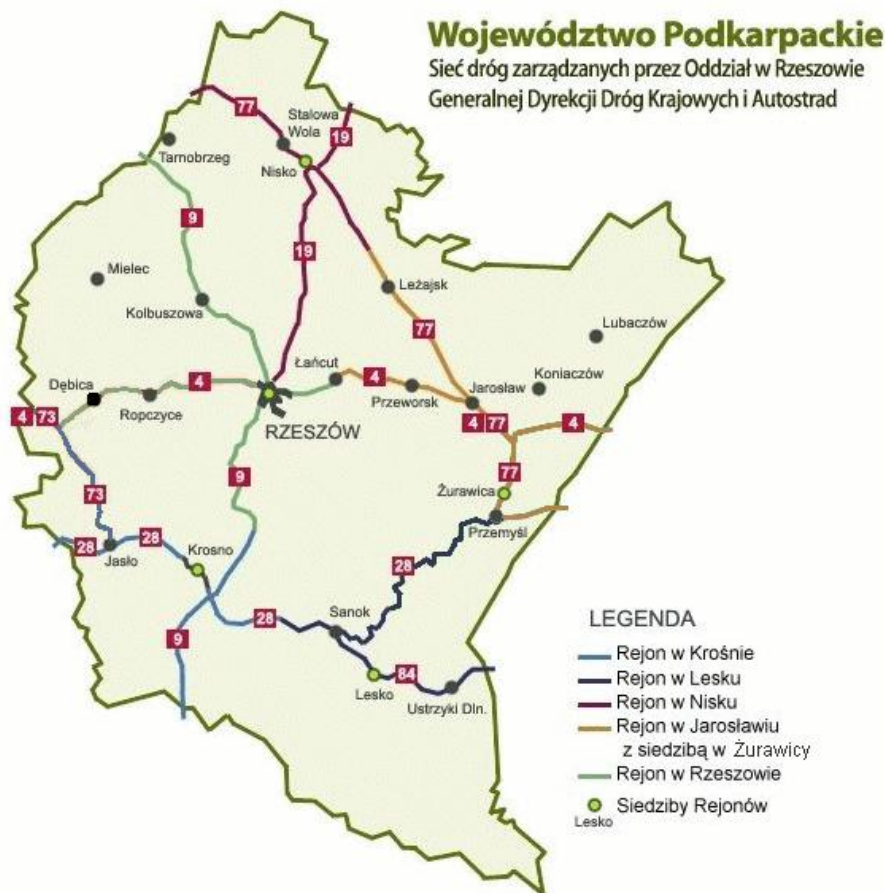 Województwo Podkarpackie
Sieć dróg zarządzanych przez Oddział w Rzeszowie
Generalnej Dyrekcji Dróg Krajowych i Autostrad
77
Stalowa
Wola
19
Tarnobrzeg
Nisko
9
19
Mielec
Leżajsk
Kolbuszowa
77
Lubaczów
Łańcut
Dębica
4
4
Koniaczów
Ropczyce
Przeworsk
Jarosław
4 73
RZESZÓW
4 77
4
9
77
73
Żurawica
Przemyśl
28
28
Jasło
Krosno
28
28
Sanok
9
84
Lesko
Ustrzyki Dln.
LEGENDA
Rejon w Krośnie
Rejon w Lesku
Rejon w Nisku
Rejon w Jarosławiu
z siedzibą w Żurawicy
Rejon w Rzeszowie
Siedziby Rejonów
Lesko